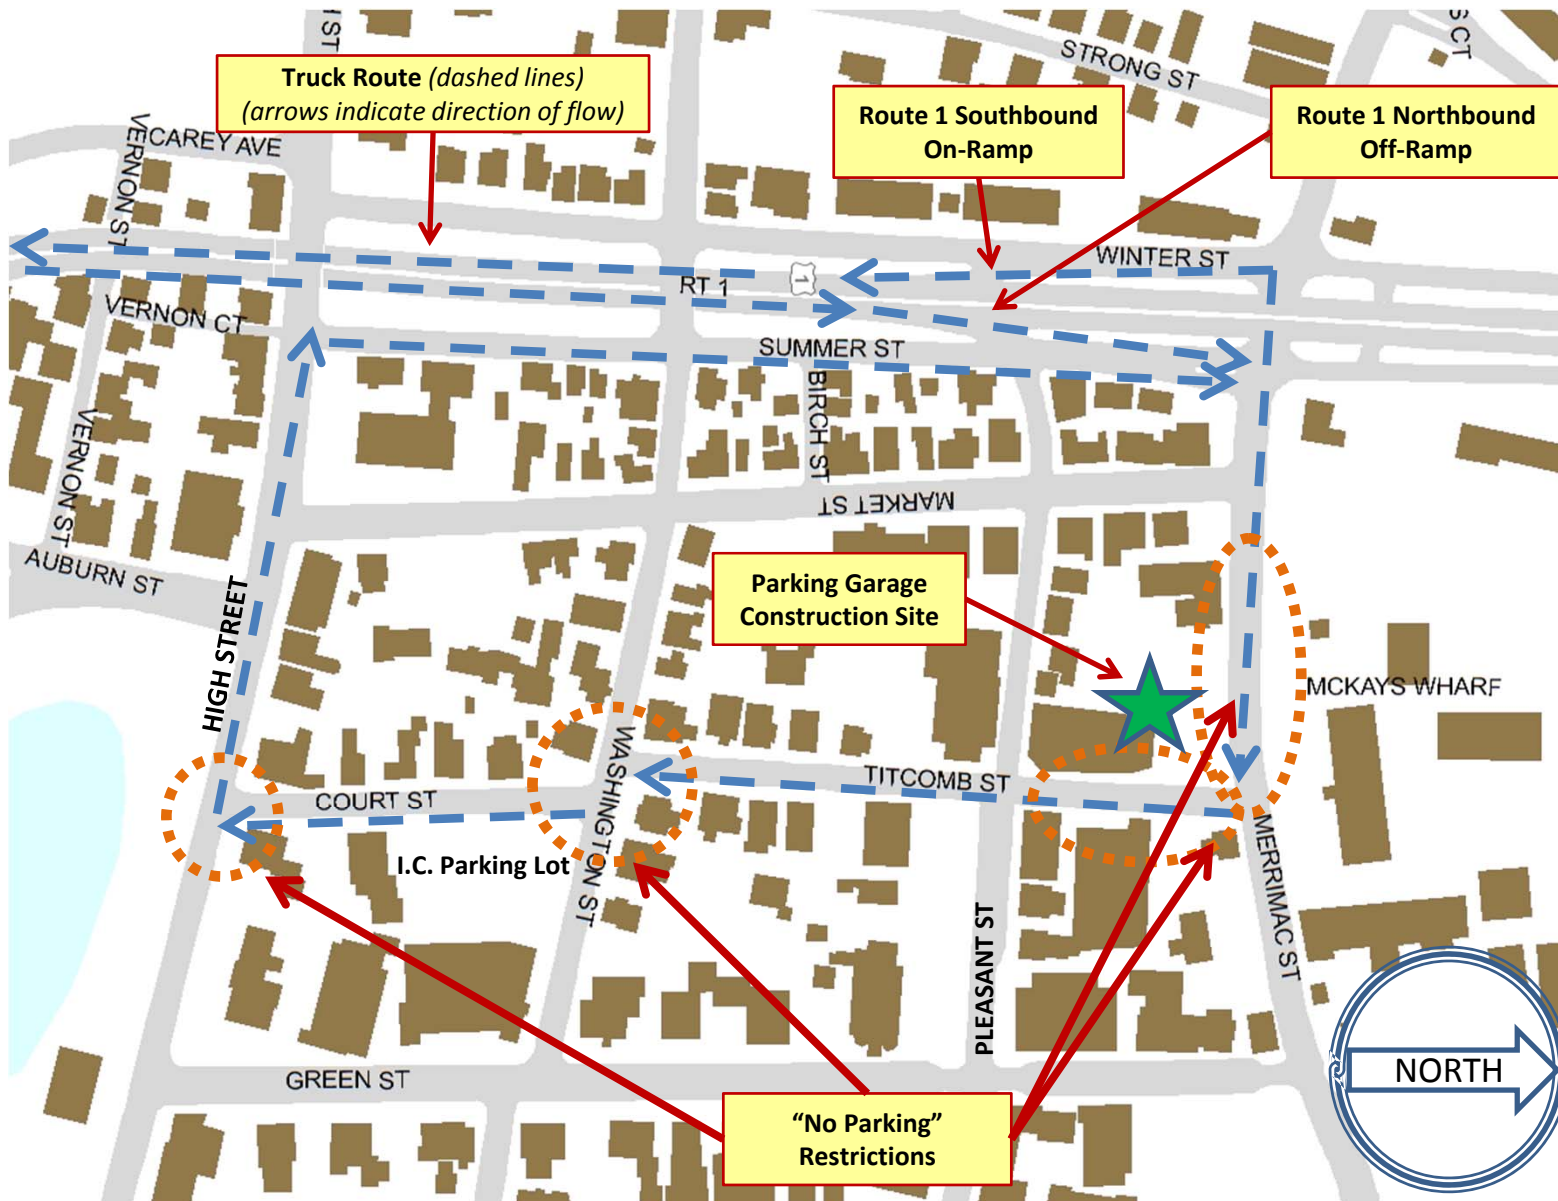 H ST
STRONG ST
S CT
Truck Route (dashed lines)
(arrows indicate direction of flow)
Route 1 Southbound
On-Ramp
Route 1 Northbound
Off-Ramp
VERNON ST
CAREY AVE
WINTER ST
RT 1
1
VERNON CT
SUMMER ST
BIRCH ST
VERNON ST
MARKET ST
AUBURN ST
HIGH STREET
Parking Garage
Construction Site
MCKAYS WHARF
WASHINGTON ST
TITCOMB ST
COURT ST
I.C. Parking Lot
MERRIMAC ST
PLEASANT ST
GREEN ST
NORTH
“No Parking”
Restrictions